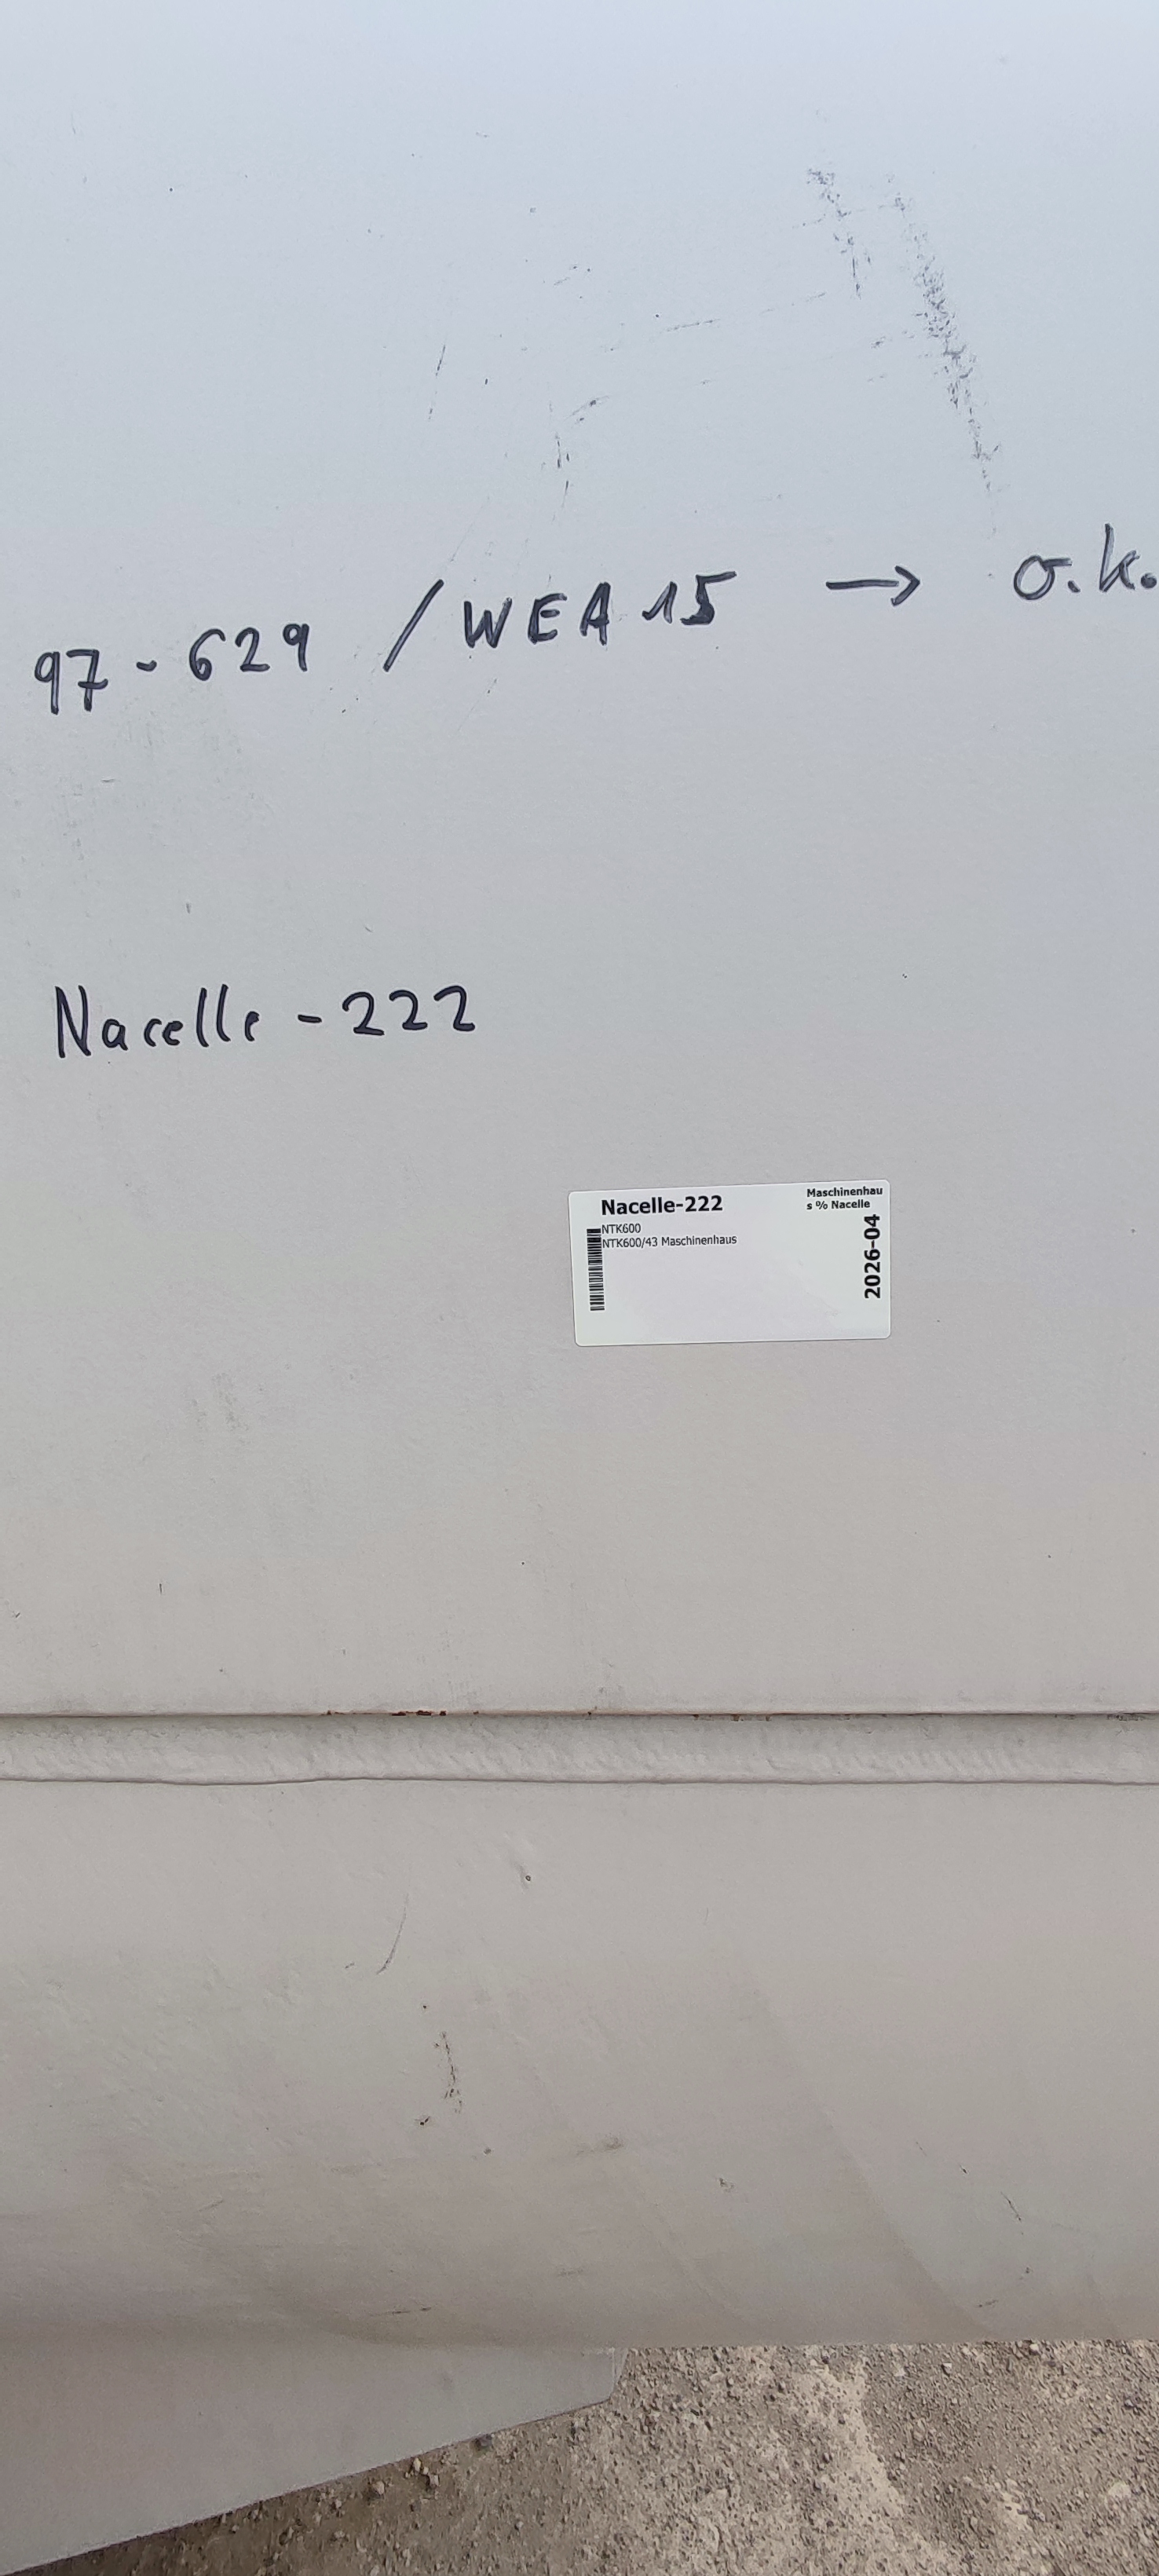 97-629 / WEA 15 → o.k.
Nacelle - 222
Nacelle-222
NTK600
NTK600/43 Maschinenhaus
Maschinenhau
s % Nacelle
2026-04